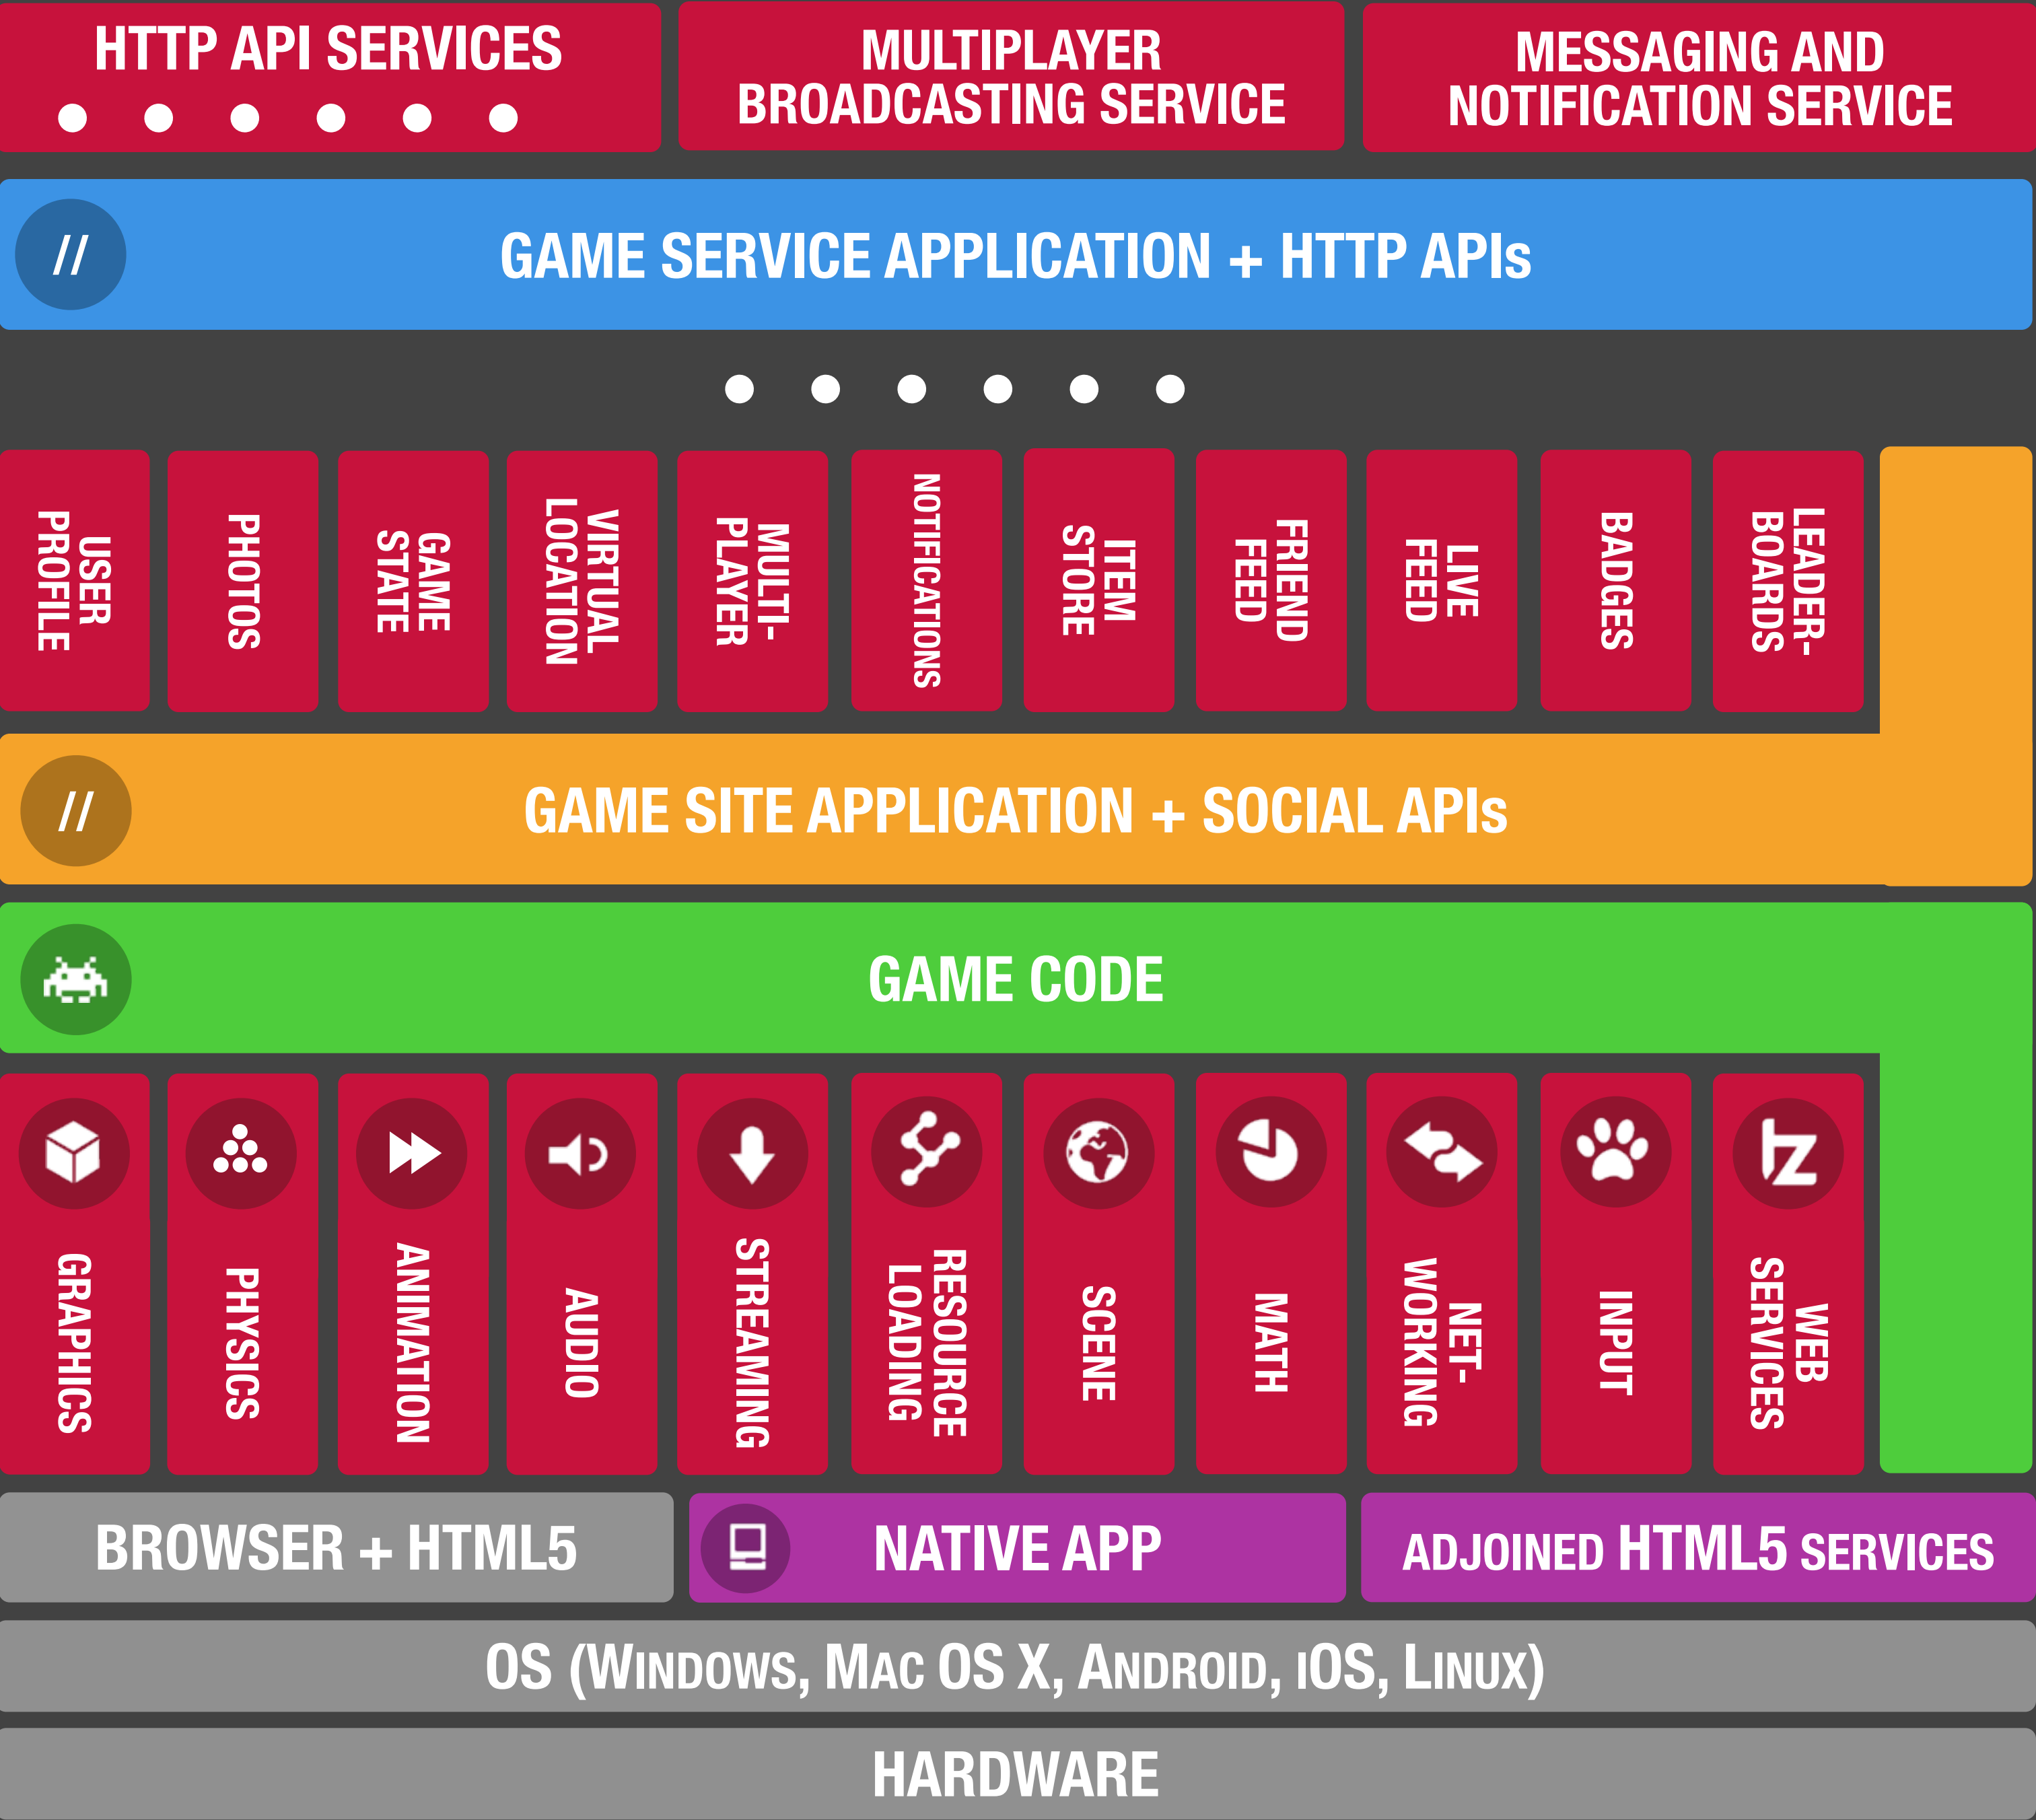 HTTP API SERVICES
MULTIPLAYER
BROADCASTING SERVICE
MESSAGING AND
NOTIFICATION SERVICE
//
GAME SERVICE APPLICATION + HTTP APIs
USER
PROFILE
PHOTOS
GAME
STATE
VIRTUAL
LOCATION
MULTI-
PLAYER
NOTIFICATIONS
ITEM
STORE
FRIEND
FEED
LIVE
FEED
BADGES
LEADER-
BOARDS
//
GAME SITE APPLICATION + SOCIAL APIs
GAME CODE
GRAPHICS
PHYSICS
ANIMATION
AUDIO
STREAMING
RESOURCE
LOADING
SCENE
MATH
NET-
WORKING
INPUT
tz
WEB
SERVICES
BROWSER + HTML5
NATIVE APP
ADJOINED HTML5 SERVICES
OS (WINDOWS, MAC OS X, ANDROID, iOS, LINUX)
HARDWARE